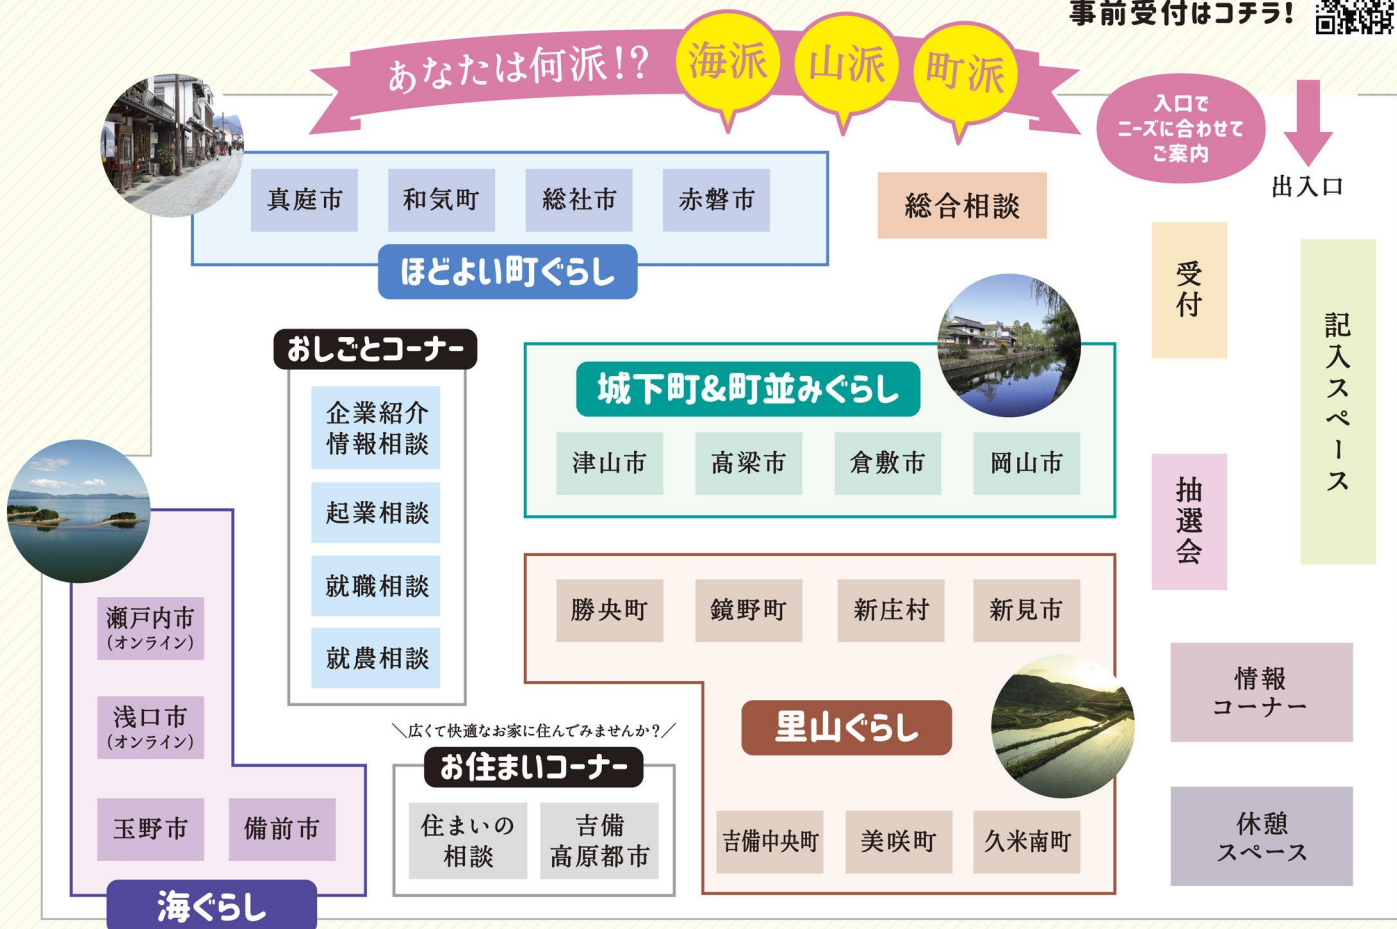 事前受付はコチラ!
あなたは何派!?
海派
山派
町派
入口で
ニーズに合わせて
ご案内
出入口
真庭市
和気町
総社市
赤磐市
ほどよい町ぐらし
総合相談
受付
記入スペース
おしごとコーナー
企業紹介
情報相談
起業相談
就職相談
就農相談
城下町&町並みぐらし
津山市
高梁市
倉敷市
岡山市
抽選会
勝央町
鏡野町
新庄村
新見市
里山ぐらし
吉備中央町
美咲町
久米南町
瀬戸内市
(オンライン)
浅口市
(オンライン)
玉野市
備前市
海ぐらし
\広くて快適なお家に住んでみませんか?/
お住まいコーナー
住まいの
相談
吉備
高原都市
情報
コーナー
休憩
スペース